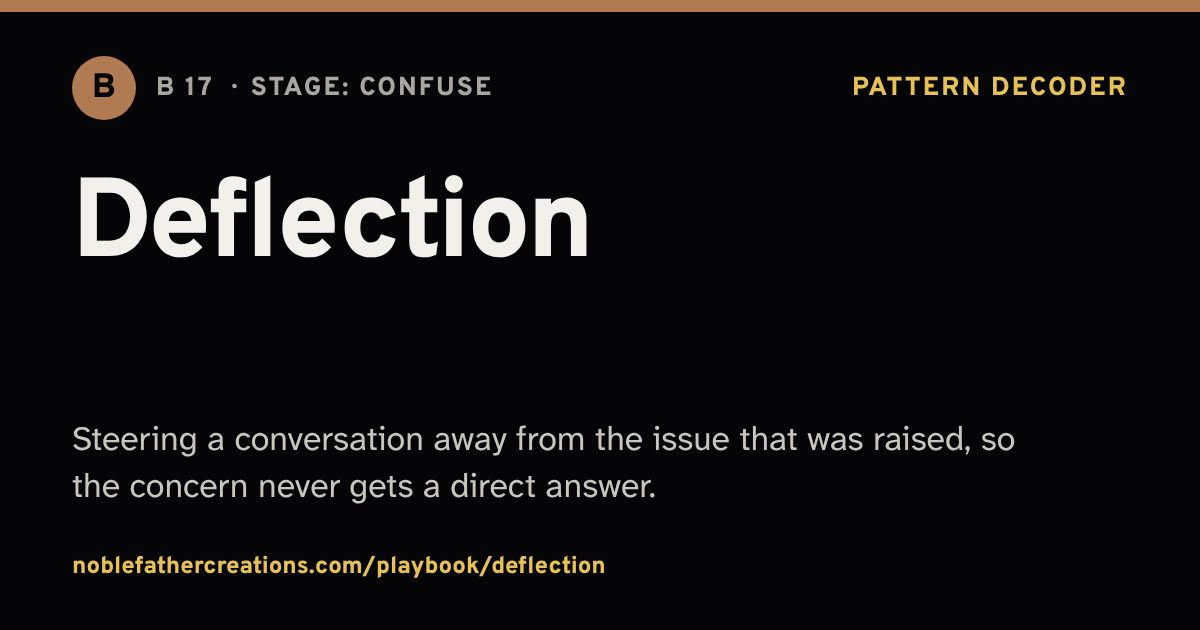 B
B 17 · STAGE: CONFUSE
PATTERN DECODER
Deflection
Steering a conversation away from the issue that was raised, so
the concern never gets a direct answer.
noblefathercreations.com/playbook/deflection